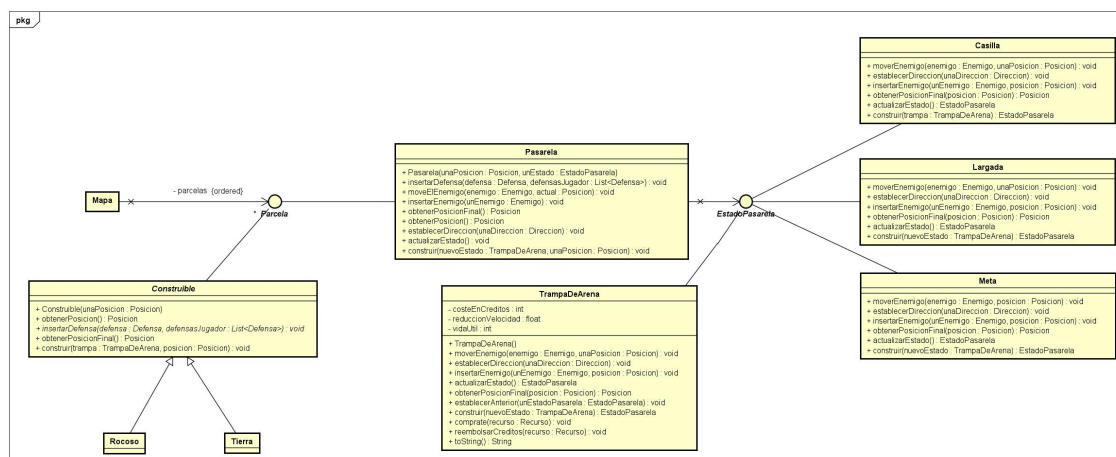 pkg
Casilla
+ moverEnemigo(enemigo : Enemigo, unaPosicion : Posicion) : void
+ establecerDireccion(unaDireccion : Direccion) : void
+ insertarEnemigo(unEnemigo : Enemigo, posicion : Posicion) : void
+ obtenerPosicionFinal(posicion : Posicion) : Posicion
+ actualizarEstado() : EstadoPasarela
+ construir(trampa : TrampaDeArena) : EstadoPasarela
Pasarela
+ Pasarela(unaPosicion : Posicion, unEstado : EstadoPasarela)
+ insertarDefensa(defensa : Defensa, defensasJugador : List<Defensa>) : void
+ moveElEnemigo(enemigo : Enemigo, actual : Posicion) : void
+ insertarEnemigo(unEnemigo : Enemigo) : void
+ obtenerPosicionFinal() : Posicion
+ obtenerPosicion() : Posicion
+ establecerDireccion(unaDireccion : Direccion) : void
+ actualizarEstado() : void
+ construir(nuevoEstado : TrampaDeArena, unaPosicion : Posicion) : void
Largada
+ moverEnemigo(enemigo : Enemigo, unaPosicion : Posicion) : void
+ establecerDireccion(unaDireccion : Direccion) : void
+ insertarEnemigo(unEnemigo : Enemigo, posicion : Posicion) : void
+ obtenerPosicionFinal(posicion : Posicion) : Posicion
+ actualizarEstado() : EstadoPasarela
+ construir(nuevoEstado : TrampaDeArena) : EstadoPasarela
- parcelas {ordered}
Mapa
* Parcela
EstadoPasarela
Construible
+ Construible(unaPosicion : Posicion)
+ obtenerPosicion() : Posicion
+ insertarDefensa(defensa : Defensa, defensasJugador : List<Defensa>) : void
+ obtenerPosicionFinal() : Posicion
+ construir(trampa : TrampaDeArena, posicion : Posicion) : void
TrampaDeArena
- costeEnCreditos : int
- reduccionVelocidad : float
- vidaUtil : int
+ TrampaDeArena()
+ moverEnemigo(enemigo : Enemigo, unaPosicion : Posicion) : void
+ establecerDireccion(unaDireccion : Direccion) : void
+ insertarEnemigo(unEnemigo : Enemigo, posicion : Posicion) : void
+ actualizarEstado() : EstadoPasarela
+ obtenerPosicionFinal(posicion : Posicion) : Posicion
+ establecerAnterior(unEstadoPasarela : EstadoPasarela) : void
+ construir(nuevoEstado : TrampaDeArena) : EstadoPasarela
+ comprate(recurso : Recurso) : void
+ reembolsarCreditos(recurso : Recurso) : void
+ toString() : String
Meta
+ moverEnemigo(enemigo : Enemigo, posicion : Posicion) : void
+ establecerDireccion(unaDireccion : Direccion) : void
+ insertarEnemigo(unEnemigo : Enemigo, posicion : Posicion) : void
+ obtenerPosicionFinal(posicion : Posicion) : Posicion
+ actualizarEstado() : EstadoPasarela
+ construir(nuevoEstado : TrampaDeArena) : EstadoPasarela
Rocoso
Tierra